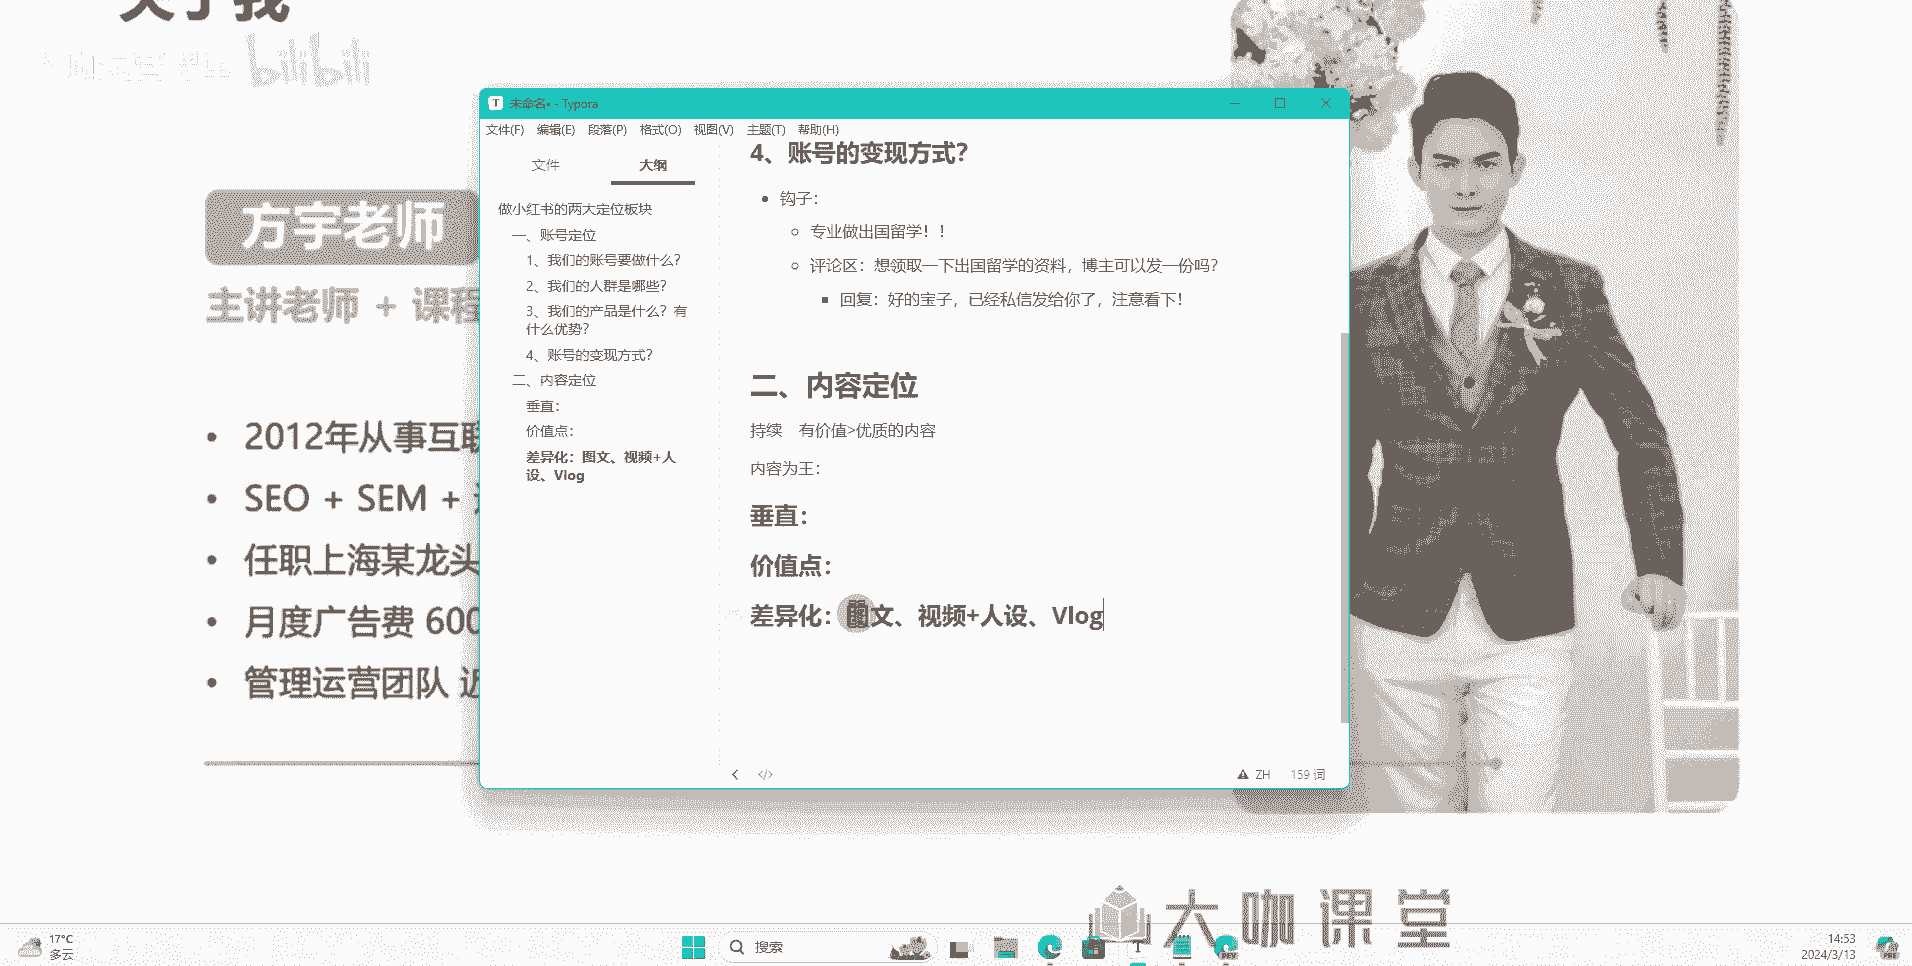 关于我
bilibili
方宇老师
主讲老师 + 课程
2012年从事互联
SEO + SEM +
任职上海某龙头
月度广告费 600
管理运营团队 近
未命名• - Typora
文件(F) 编辑(E) 段落(P) 格式(O) 视图(V) 主题(T) 帮助(H)
文件 大纲
做小红书的两大定位板块
一、账号定位
1、我们的账号要做什么？
2、我们的人群是哪些？
3、我们的产品是什么？有
什么优势？
4、账号的变现方式？
二、内容定位
垂直：
价值点：
差异化：图文、视频+人
设、Vlog
4、账号的变现方式？
钩子：
专业做出国留学！！
评论区：想领取一下出国留学的资料，博主可以发一份吗？
回复：好的宝子，已经私信发给你了，注意看下！
二、内容定位
持续 有价值>优质的内容
内容为王：
垂直：
价值点：
差异化：图文、视频+人设、Vlog
ZH 159 词
大咖课堂
17°C
多云
搜索
DEV
14:53
2024/3/13
PRE